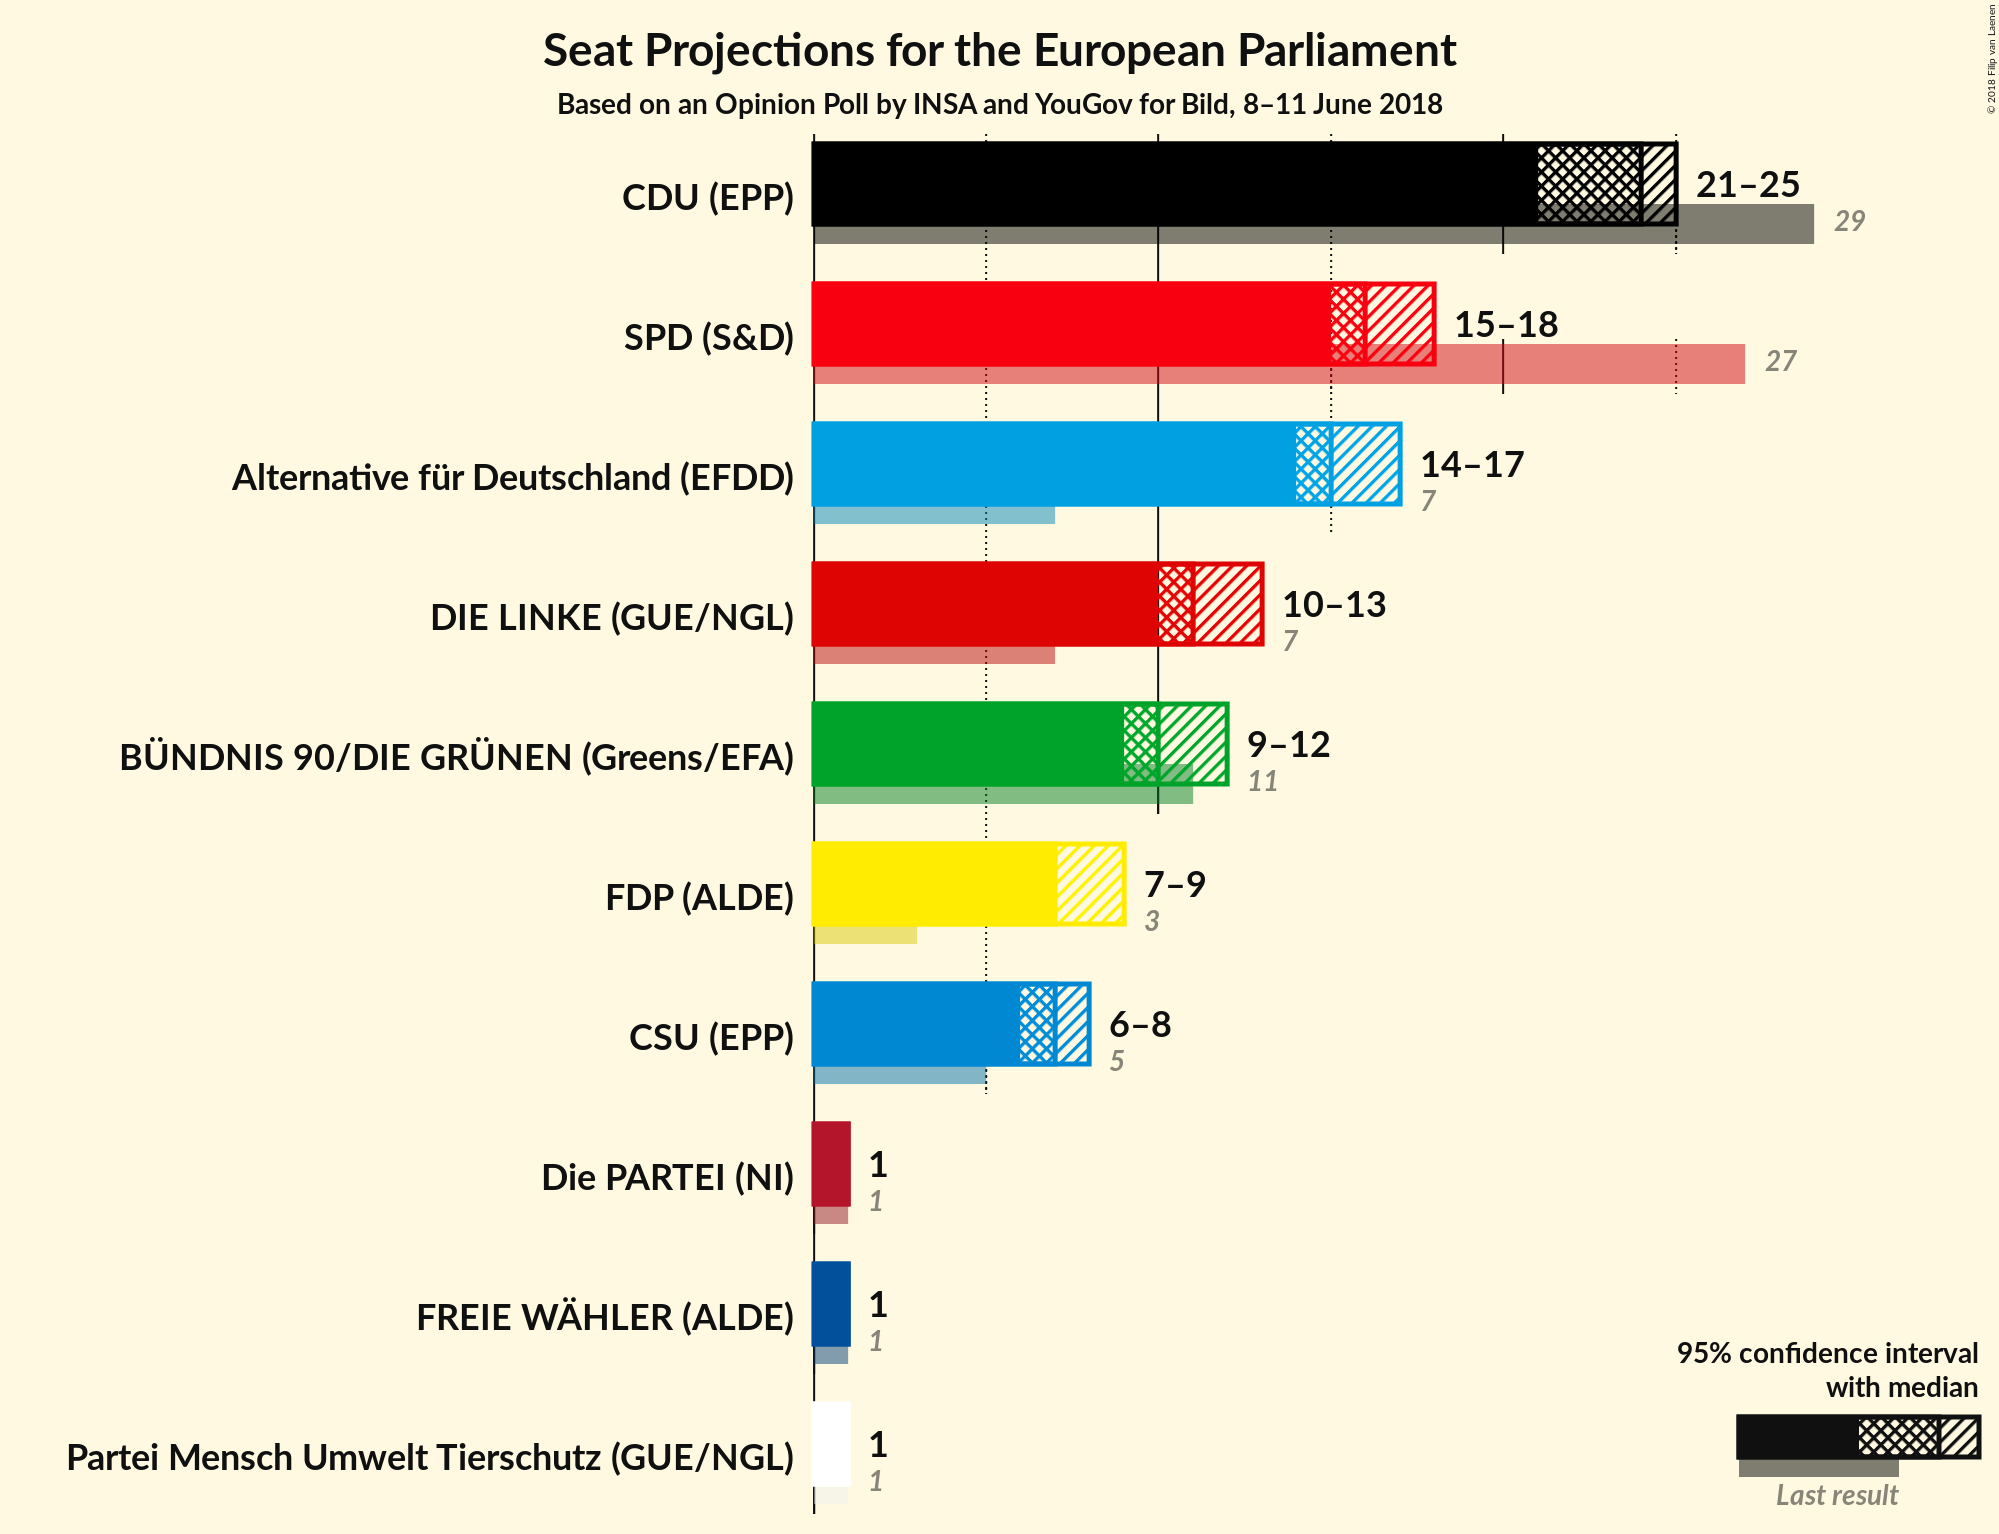 Seat Projections for the European Parliament
Based on an Opinion Poll by INSA and YouGov for Bild, 8–11 June 2018
© 2018 Filip van Laenen
CDU (EPP)
21–25
29
SPD (S&D)
15–18
27
Alternative für Deutschland (EFDD)
14–17
7
DIE LINKE (GUE/NGL)
10–13
7
BÜNDNIS 90/DIE GRÜNEN (Greens/EFA)
9–12
11
FDP (ALDE)
7–9
3
CSU (EPP)
6–8
5
Die PARTEI (NI)
1
1
FREIE WÄHLER (ALDE)
1
1
Partei Mensch Umwelt Tierschutz (GUE/NGL)
1
1
95% confidence interval
with median
Last result